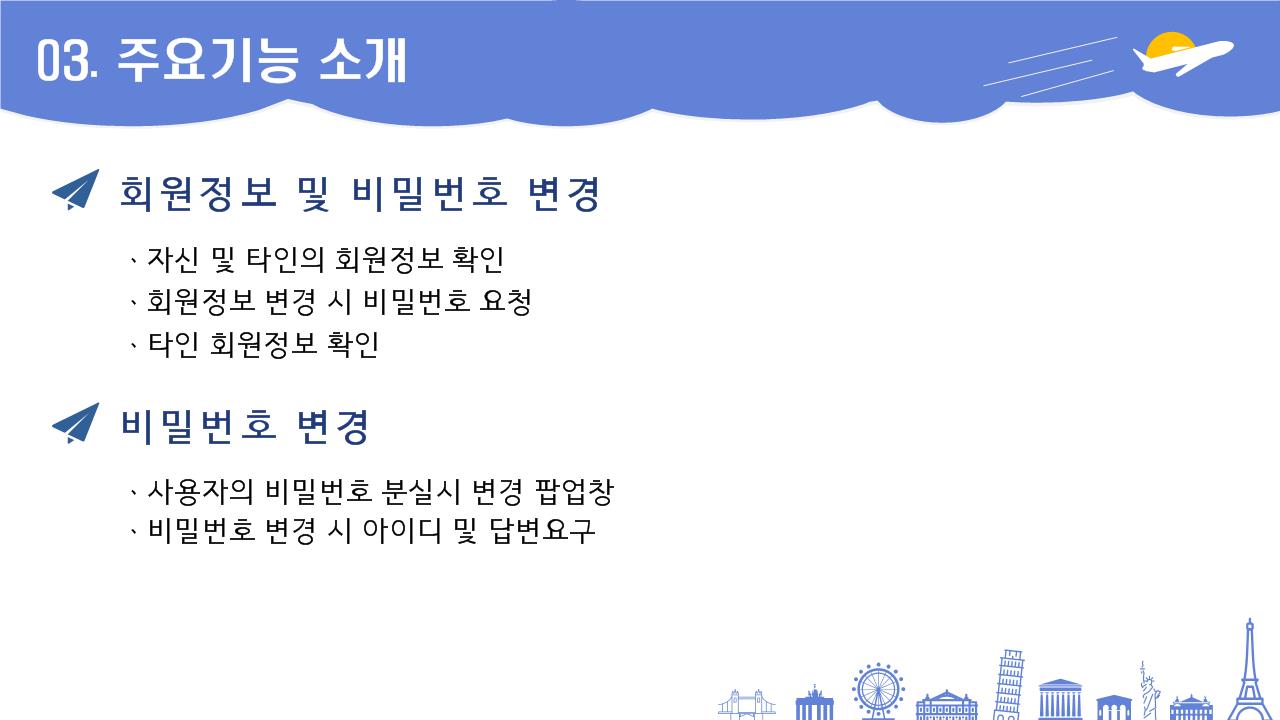 03. 주요기능 소개
회원정보 및 비밀번호 변경
· 자신 및 타인의 회원정보 확인
· 회원정보 변경 시 비밀번호 요청
· 타인 회원정보 확인
비밀번호 변경
· 사용자의 비밀번호 분실시 변경 팝업창
· 비밀번호 변경 시 아이디 및 답변요구